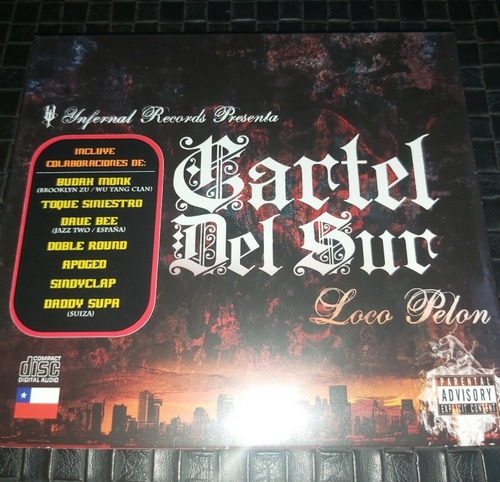 Infernal Records Presenta
INCLUYE
COLABORACIONES DE:
BUDAH MONK
(BROOKLYN ZU / WU TANG CLAN)
TOQUE SINIESTRO
DAVE BEE
(JAZZ TWO / ESPAÑA)
DOBLE ROUND
APOGEO
SINDYCLAP
DADDY SUPA
(SUIZA)
Cartel
Del Sur
Loco Pelon
COMPACT
disc
DIGITAL AUDIO
PARENTAL
ADVISORY
EXPLICIT CONTENT